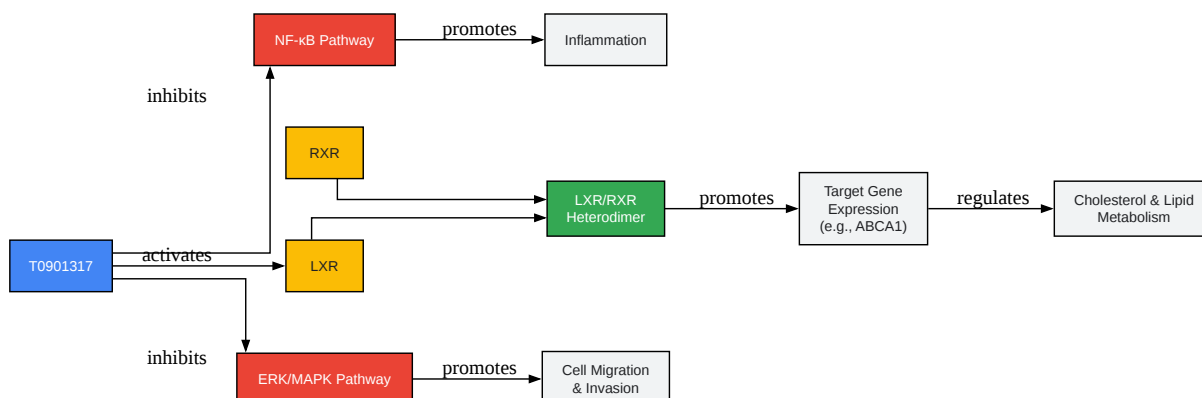 NF-κB Pathway
promotes
Inflammation
inhibits
RXR
LXR/RXR
Heterodimer
promotes
Target Gene
Expression
(e.g., ABCA1)
regulates
Cholesterol & Lipid
Metabolism
T0901317
activates
LXR
inhibits
ERK/MAPK Pathway
promotes
Cell Migration
& Invasion